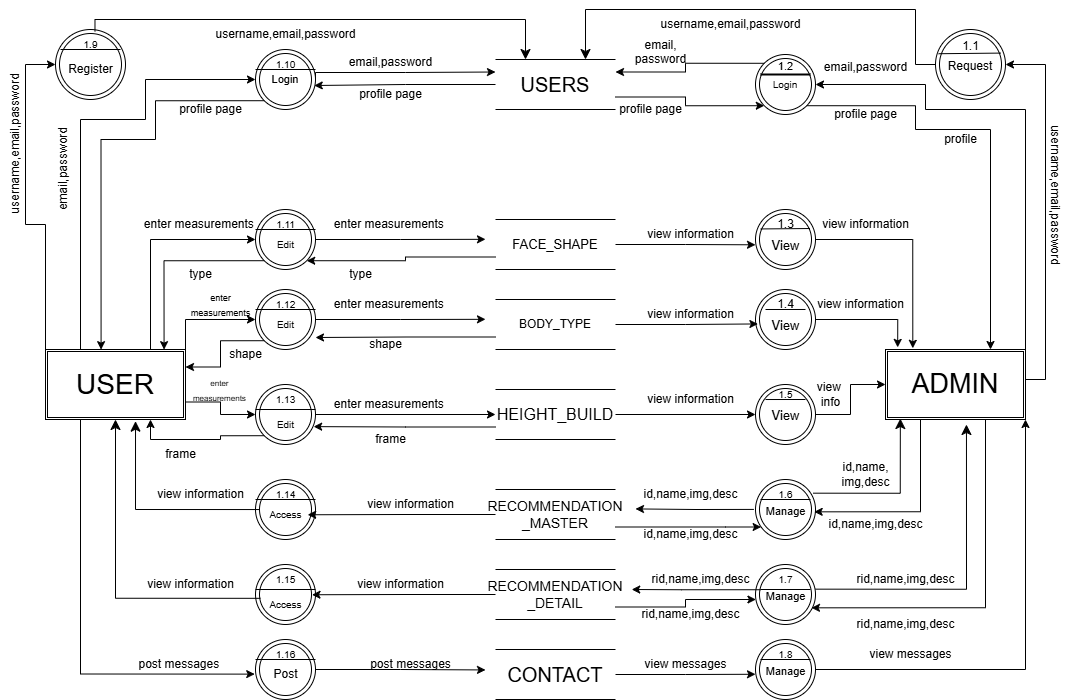 username,email,password
username,email,password
1.9
Register
1.10
Login
email,password
profile page
profile page
USERS
email,
password
profile page
1.2
Login
email,password
profile page
1.1
Request
profile
username,email,password
email,password
username,email,password
enter measurements
1.11
Edit
enter measurements
type
type
FACE_SHAPE
view information
1.3
View
view information
enter
measurements
1.12
Edit
enter measurements
shape
shape
BODY_TYPE
view information
1.4
View
view information
USER
ADMIN
enter
measurements
1.13
Edit
enter measurements
frame
frame
HEIGHT_BUILD
view information
1.5
View
view
info
view information
1.14
Access
view information
RECOMMENDATION
_MASTER
id,name,img,desc
id,name,img,desc
1.6
Manage
id,name,
img,desc
id,name,img,desc
view information
1.15
Access
view information
RECOMMENDATION
_DETAIL
rid,name,img,desc
rid,name,img,desc
1.7
Manage
rid,name,img,desc
rid,name,img,desc
post messages
1.16
Post
post messages
CONTACT
view messages
1.8
Manage
view messages